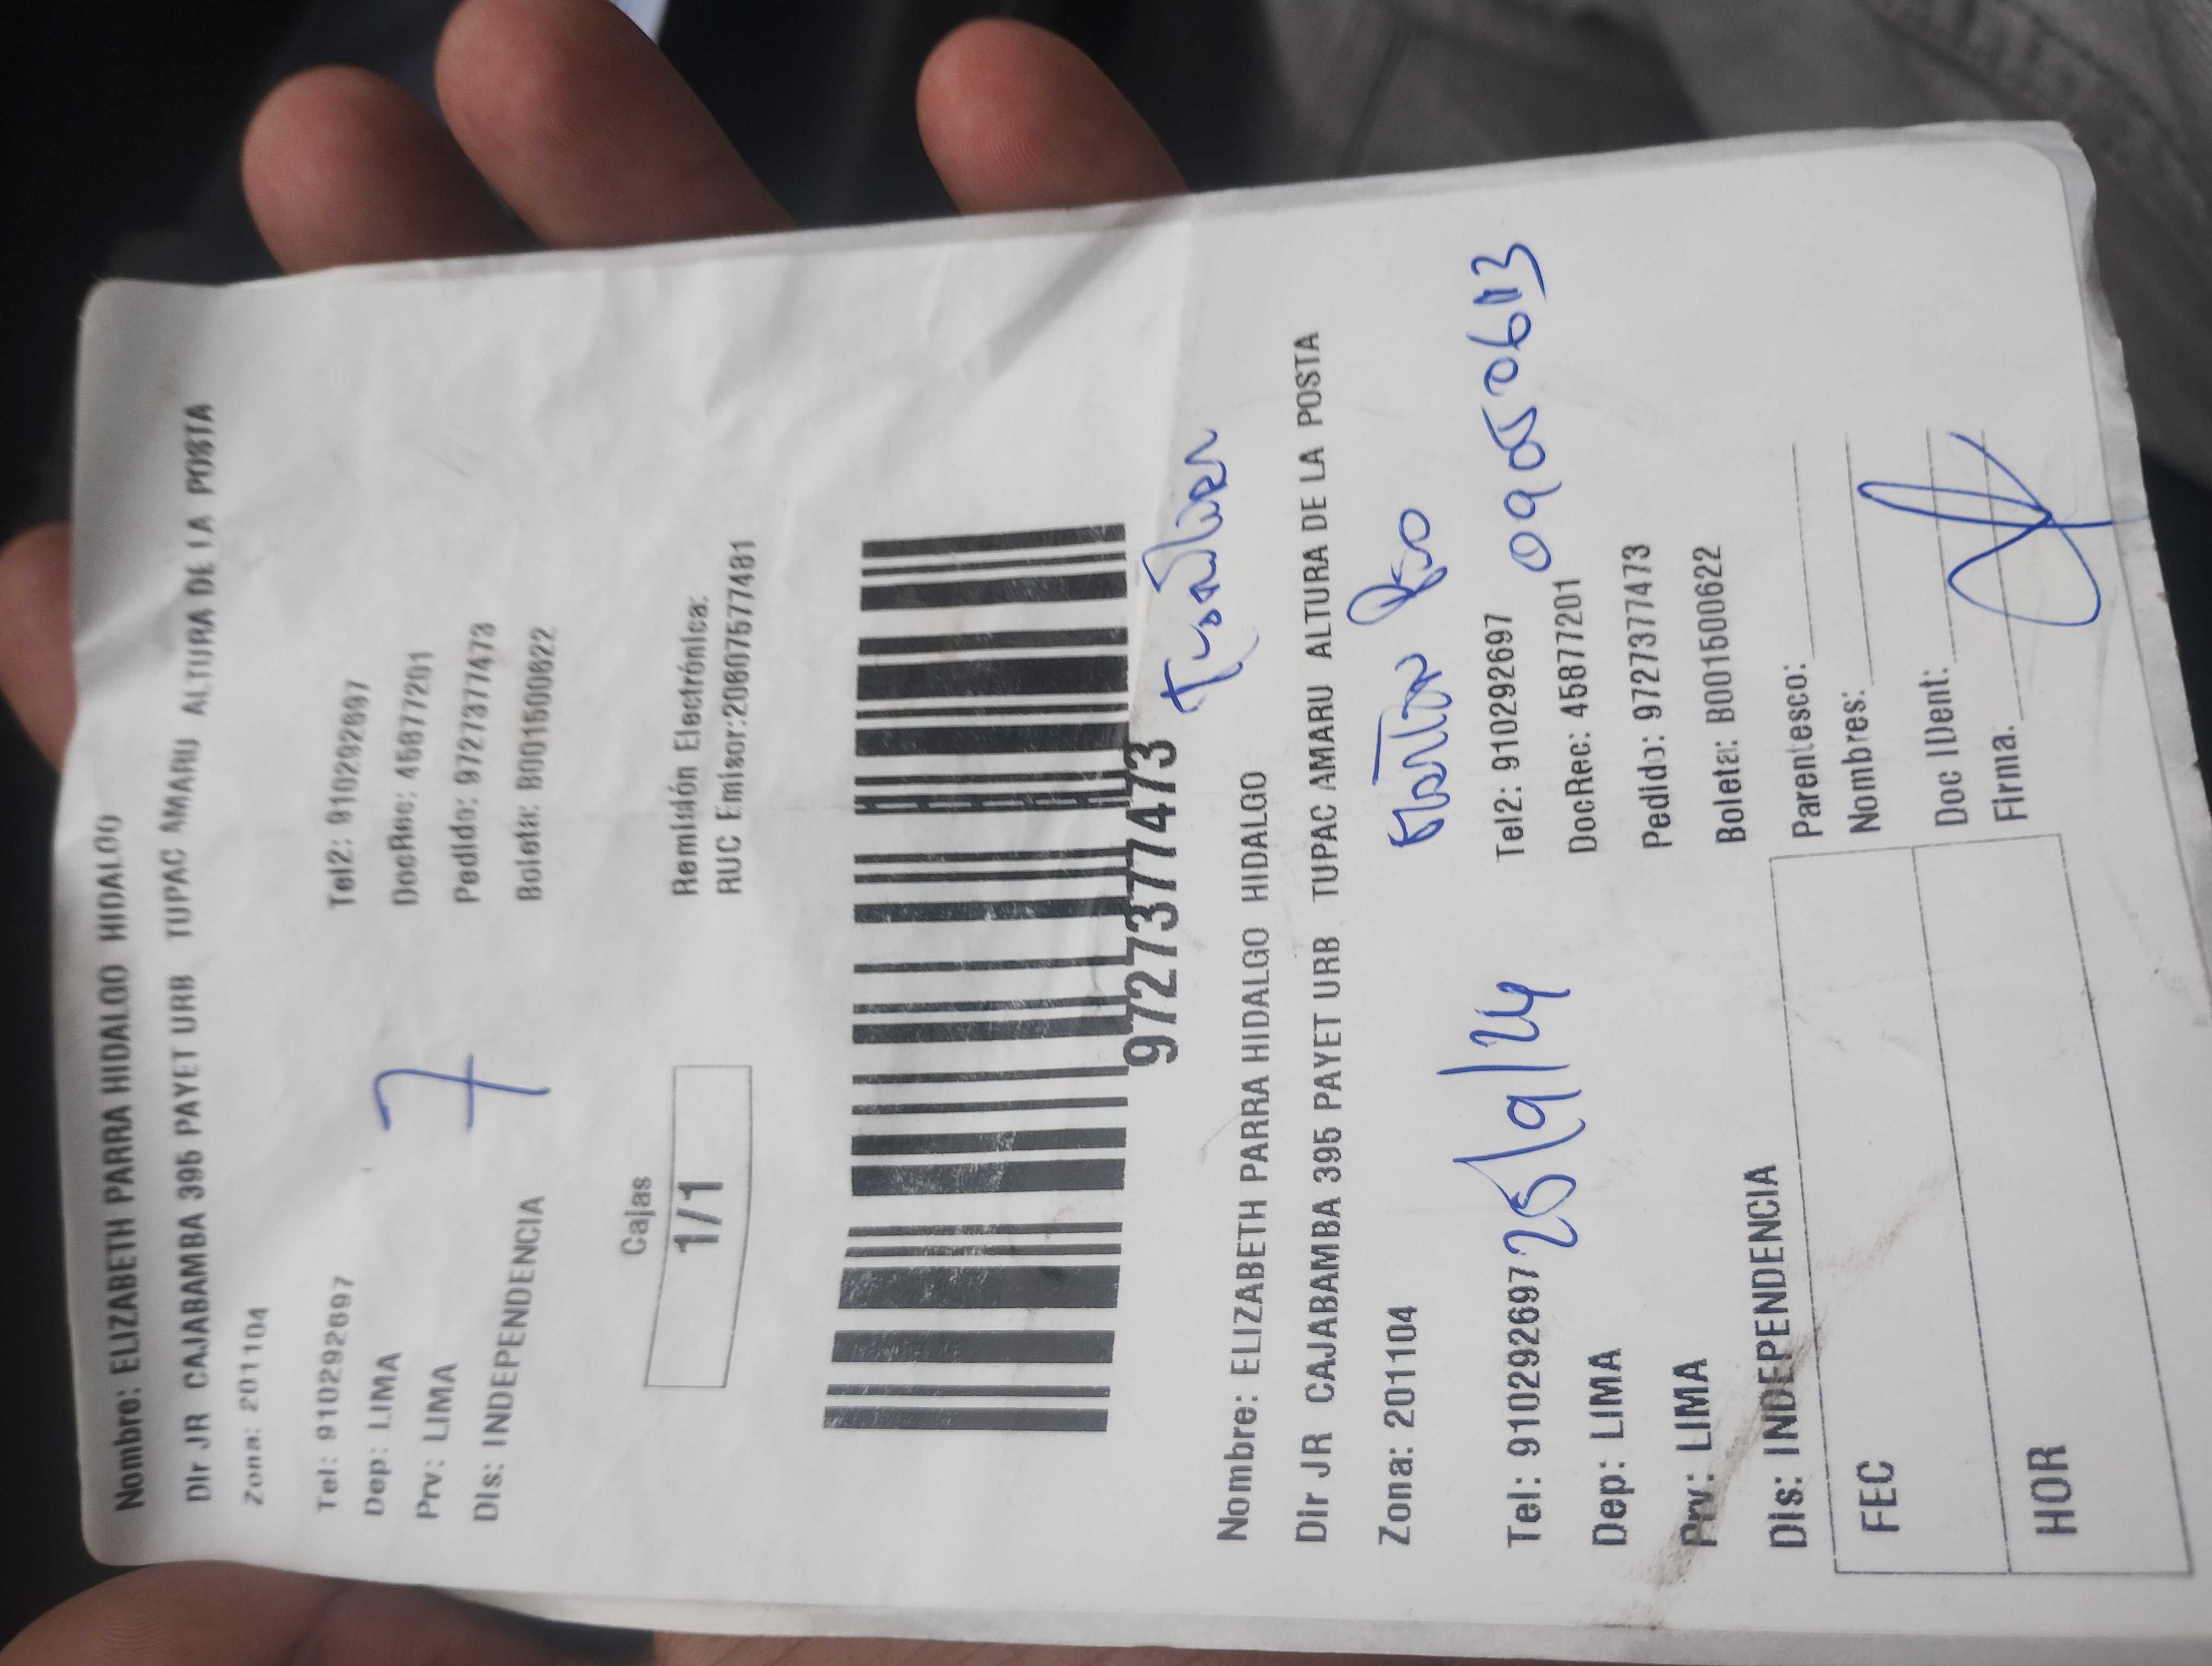 Nombre: ELIZABETH PARRA HIDALGO HIDALGO
Dir JR CAJABAMBA 395 PAYET URB TUPAC AMARU ALTURA DE LA POSTA
Zona: 201104
Tel: 910292697 Tel2: 910292697
Dep: LIMA DocRec: 45877201
Prv: LIMA 7 Pedido: 9727377473
Dis: INDEPENDENCIA Boleta: B001500622
Cajas
1/1
Remisión Electrónica:
RUC Emisor:20607577481
9727377473
Nombre: ELIZABETH PARRA HIDALGO HIDALGO
Dir JR CAJABAMBA 395 PAYET URB TUPAC AMARU ALTURA DE LA POSTA
Zona: 201104
Tel: 910292697 25/9/24 Tel2: 910292697
09050613
Dep: LIMA DocRec: 45877201
Prv: LIMA Pedido: 9727377473
Dis: INDEPENDENCIA Boleta: B001500622
FEC
HOR
Parentesco:
Nombres:
Doc IDent:
Firma: